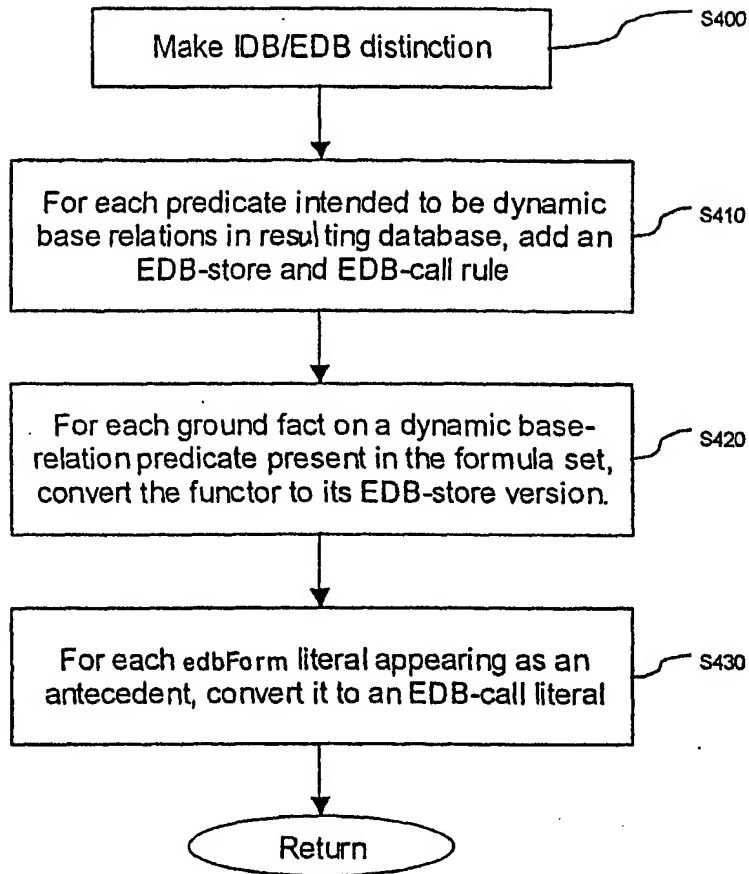 Make IDB/EDB distinction
S400
For each predicate intended to be dynamic
base relations in resulting database, add an
EDB-store and EDB-call rule
S410
For each ground fact on a dynamic base-
relation predicate present in the formula set,
convert the functor to its EDB-store version.
S420
For each edbForm literal appearing as an
antecedent, convert it to an EDB-call literal
S430
Return